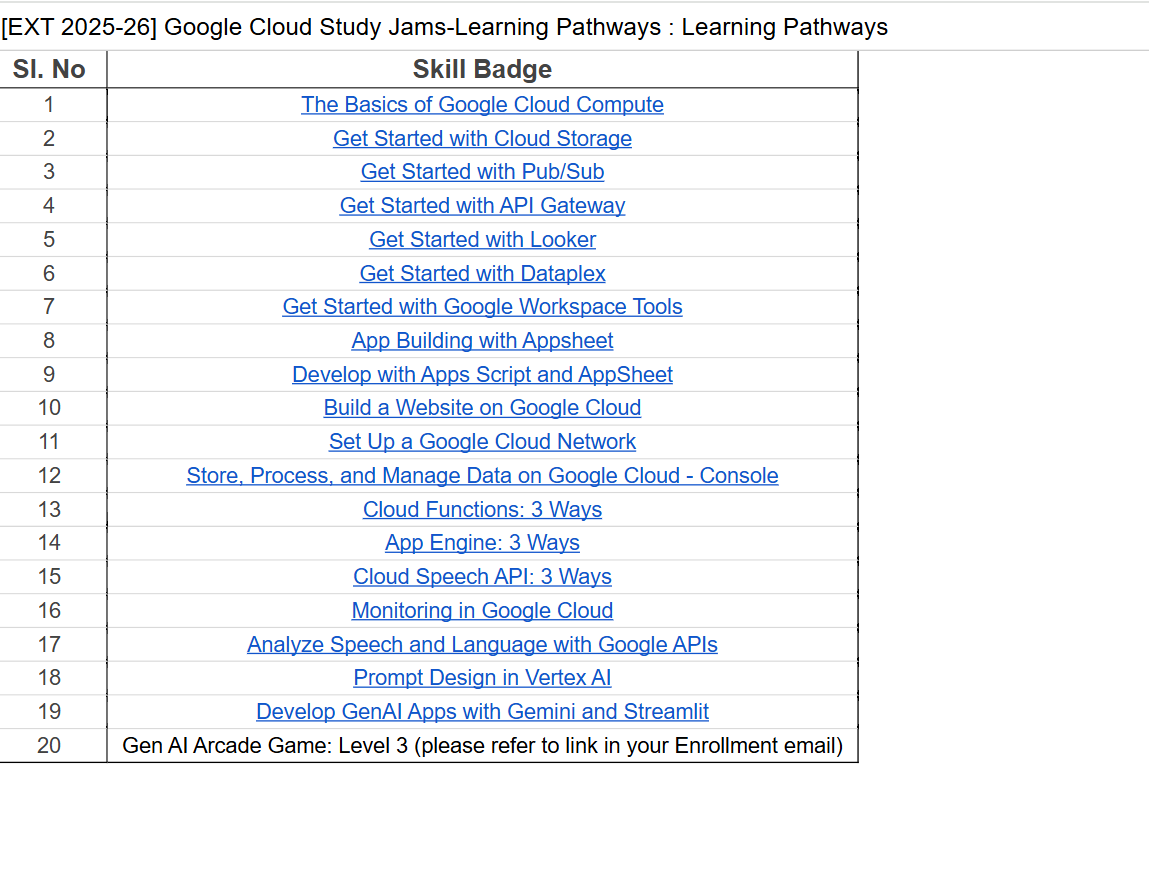 [EXT 2025-26] Google Cloud Study Jams-Learning Pathways : Learning Pathways
Sl. No Skill Badge
1 The Basics of Google Cloud Compute
2 Get Started with Cloud Storage
3 Get Started with Pub/Sub
4 Get Started with API Gateway
5 Get Started with Looker
6 Get Started with Dataplex
7 Get Started with Google Workspace Tools
8 App Building with Appsheet
9 Develop with Apps Script and AppSheet
10 Build a Website on Google Cloud
11 Set Up a Google Cloud Network
12 Store, Process, and Manage Data on Google Cloud - Console
13 Cloud Functions: 3 Ways
14 App Engine: 3 Ways
15 Cloud Speech API: 3 Ways
16 Monitoring in Google Cloud
17 Analyze Speech and Language with Google APIs
18 Prompt Design in Vertex AI
19 Develop GenAI Apps with Gemini and Streamlit
20 Gen AI Arcade Game: Level 3 (please refer to link in your Enrollment email)